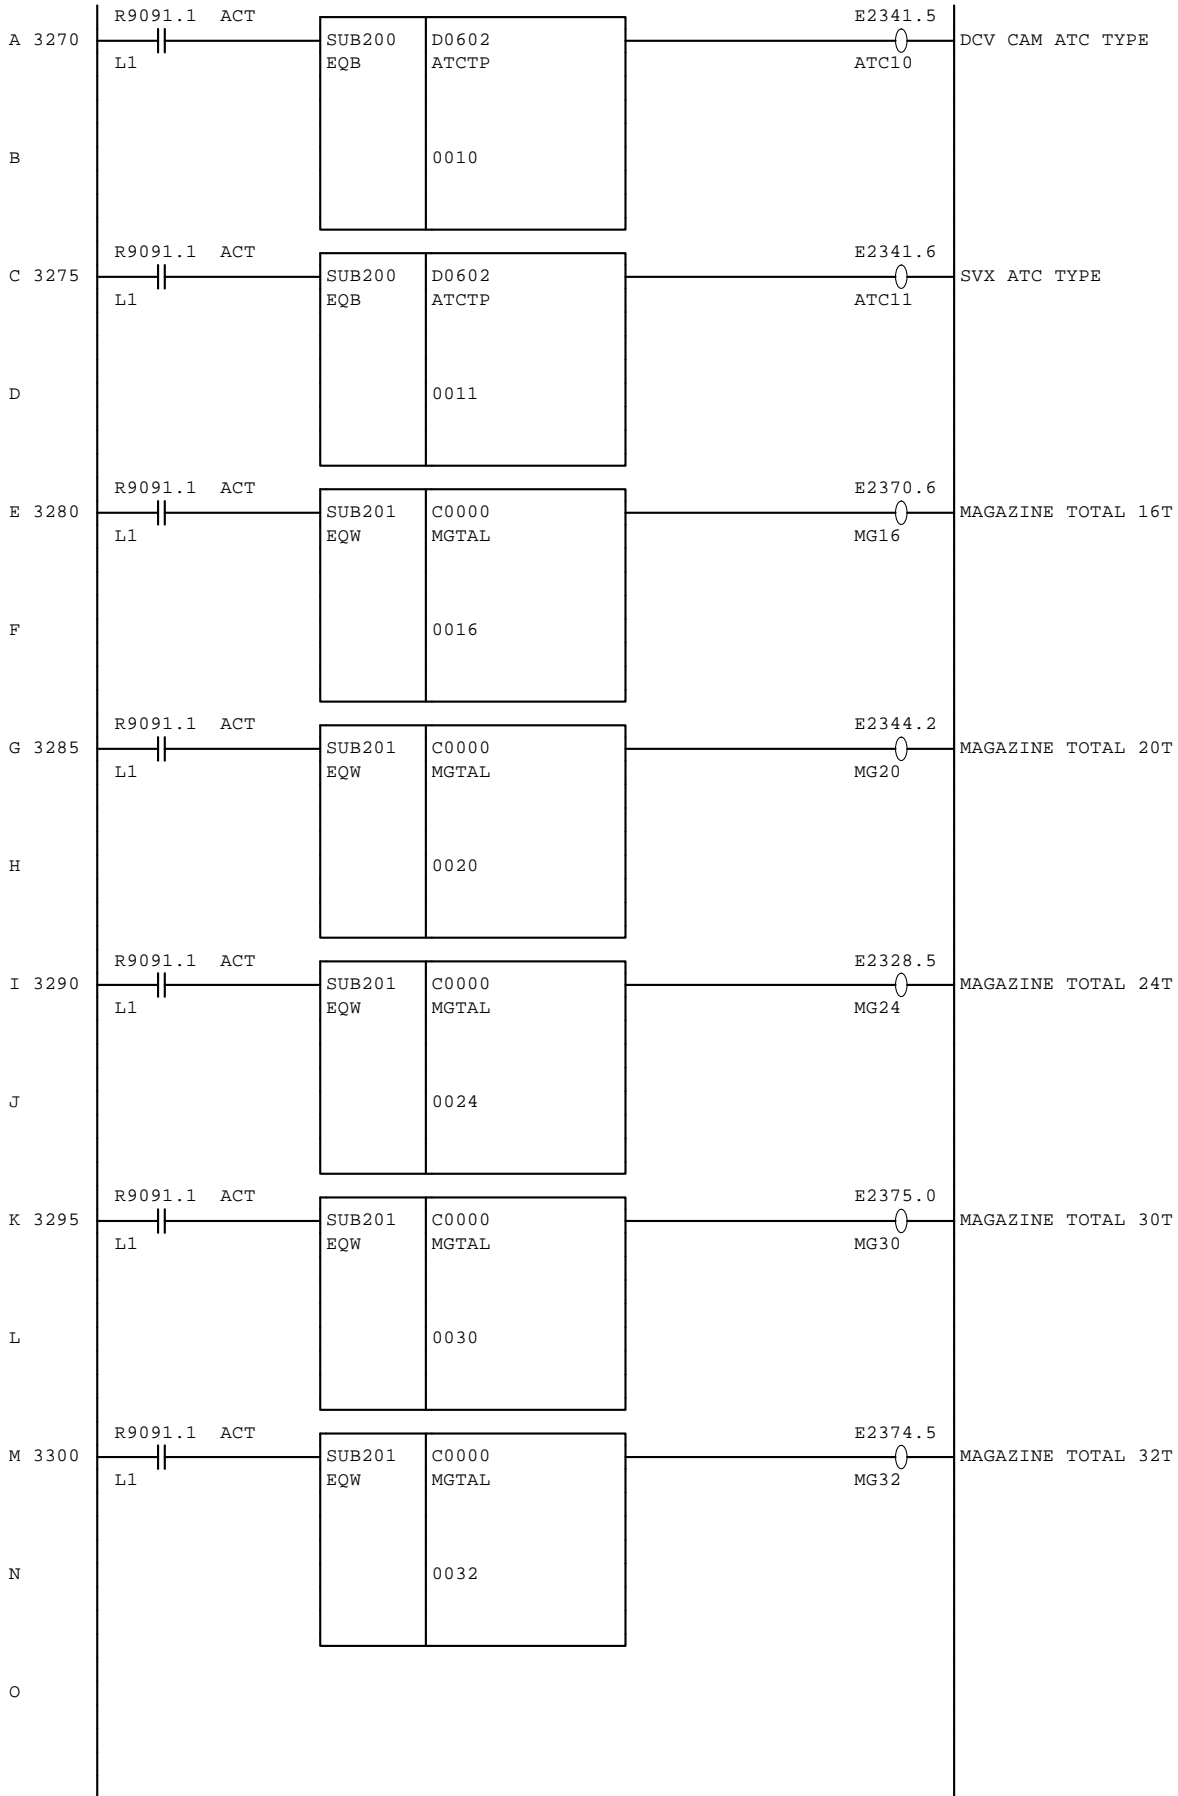 R9091.1 ACT E2341.5
A 3270 SUB200 D0602 DCV CAM ATC TYPE
L1 EQB ATCTP ATC10
B 0010
R9091.1 ACT E2341.6
C 3275 SUB200 D0602 SVX ATC TYPE
L1 EQB ATCTP ATC11
D 0011
R9091.1 ACT E2370.6
E 3280 SUB201 C0000 MAGAZINE TOTAL 16T
L1 EQW MGTAL MG16
F 0016
R9091.1 ACT E2344.2
G 3285 SUB201 C0000 MAGAZINE TOTAL 20T
L1 EQW MGTAL MG20
H 0020
R9091.1 ACT E2328.5
I 3290 SUB201 C0000 MAGAZINE TOTAL 24T
L1 EQW MGTAL MG24
J 0024
R9091.1 ACT E2375.0
K 3295 SUB201 C0000 MAGAZINE TOTAL 30T
L1 EQW MGTAL MG30
L 0030
R9091.1 ACT E2374.5
M 3300 SUB201 C0000 MAGAZINE TOTAL 32T
L1 EQW MGTAL MG32
N 0032
O